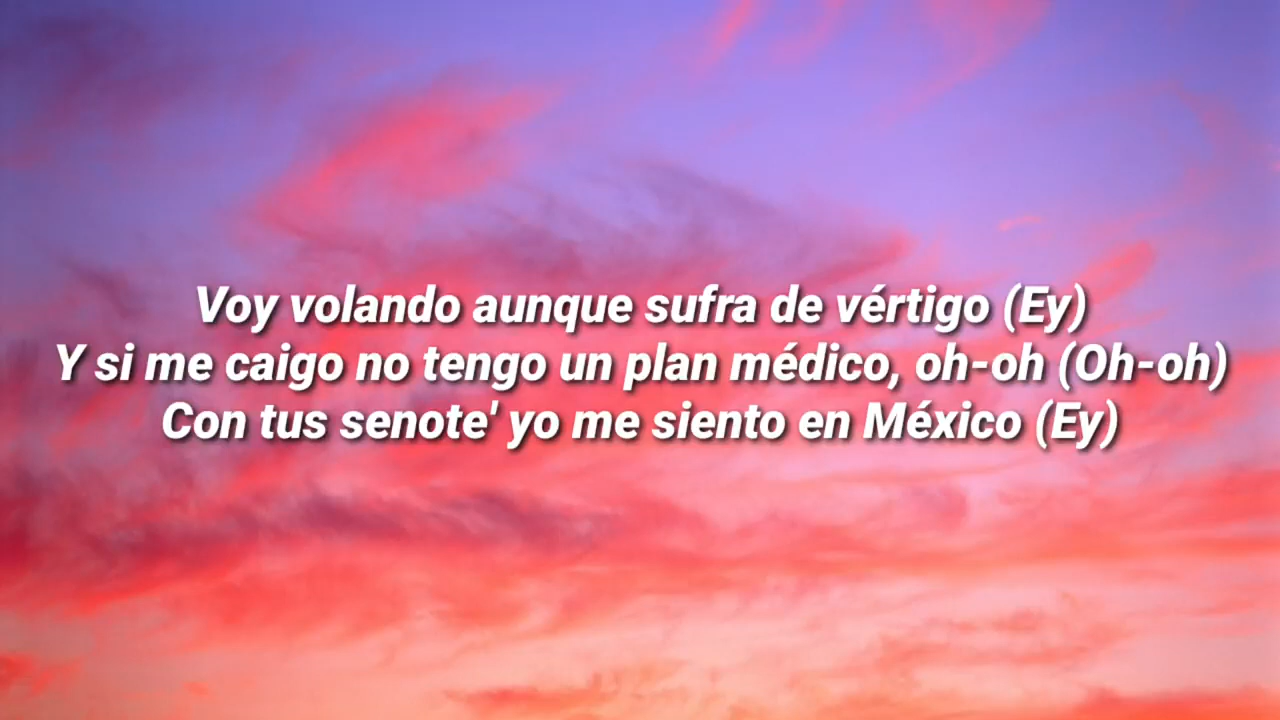 Voy volando aunque sufra de vértigo (Ey)
Y si me caigo no tengo un plan médico, oh-oh (Oh-oh)
Con tus senote' yo me siento en México (Ey)